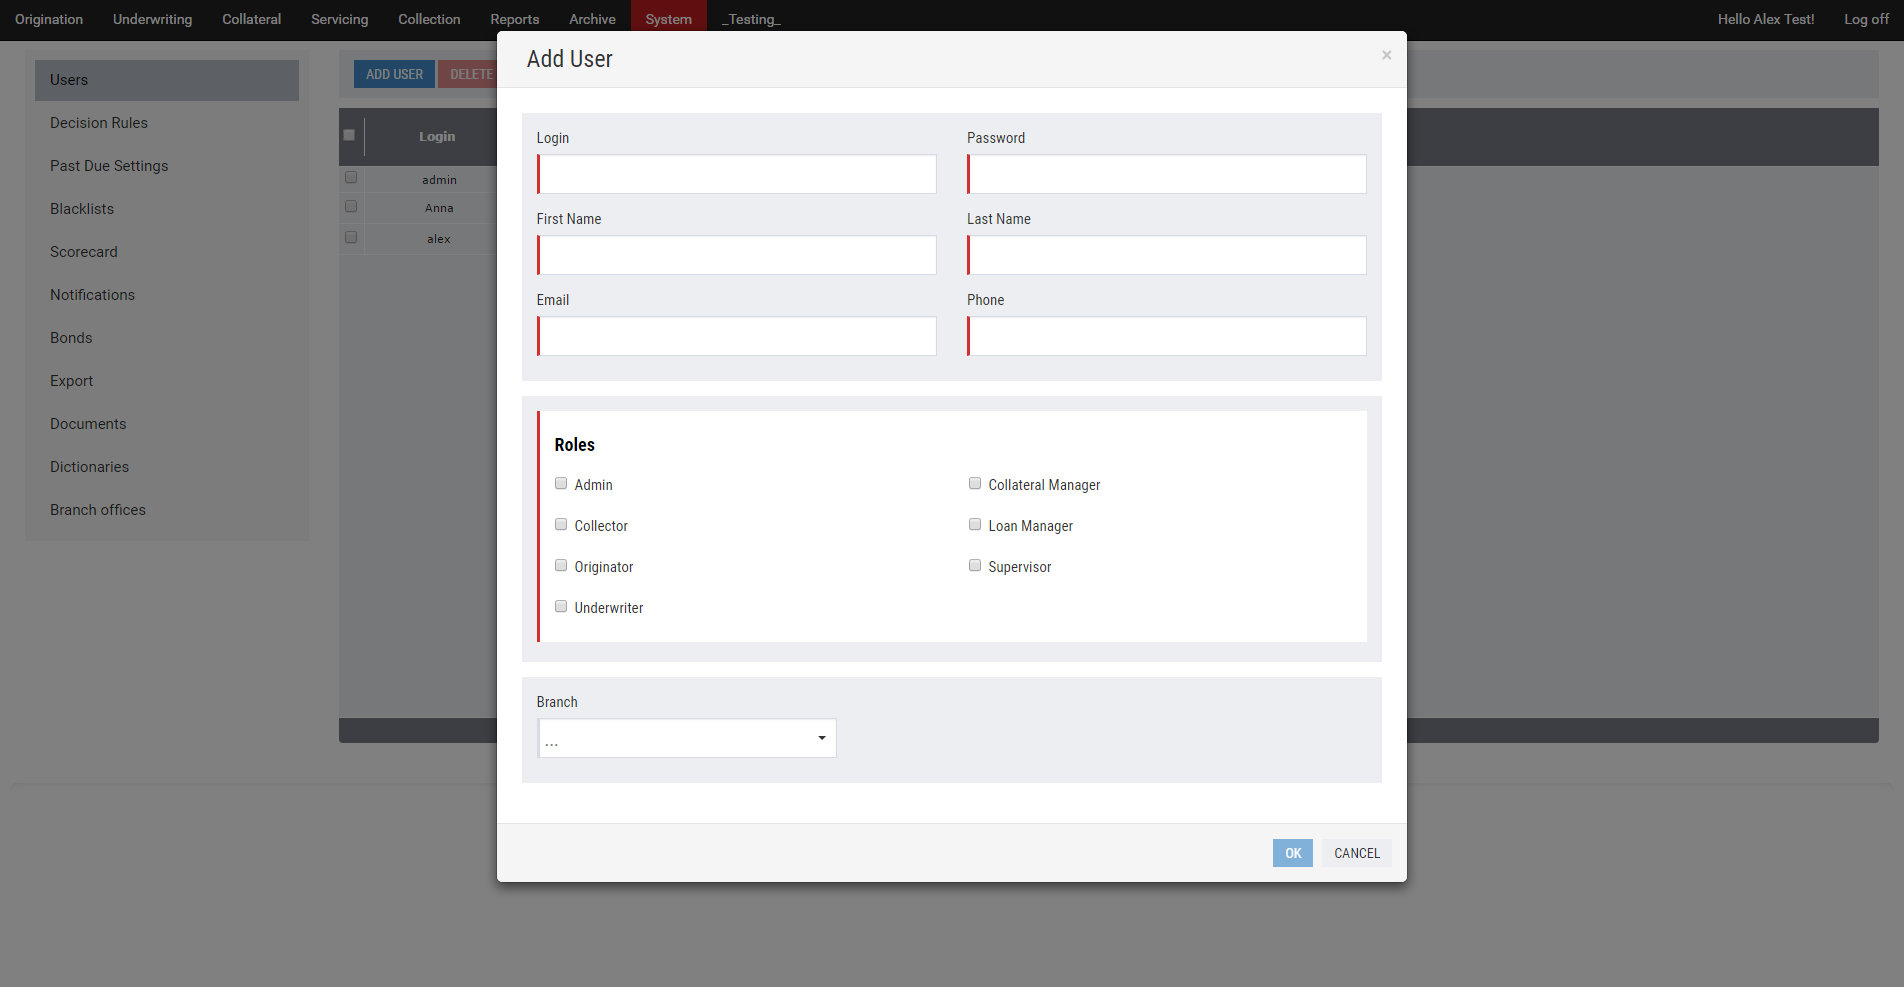 Origination Underwriting Collateral Servicing Collection Reports Archive System _Testing_ Hello Alex Test! Log off
Users
Decision Rules
Past Due Settings
Blacklists
Scorecard
Notifications
Bonds
Export
Documents
Dictionaries
Branch offices
ADD USER DELETE
Login
admin
Anna
alex
Add User ×
Login Password
First Name Last Name
Email Phone
Roles
Admin Collateral Manager
Collector Loan Manager
Originator Supervisor
Underwriter
Branch
...
OK CANCEL